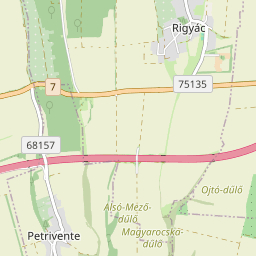 Rigyác
7
75135
68157
Ojtó-dűlő
Alsó-Mező-
dűlő
Magyarocska-
dűlő
Petrivente